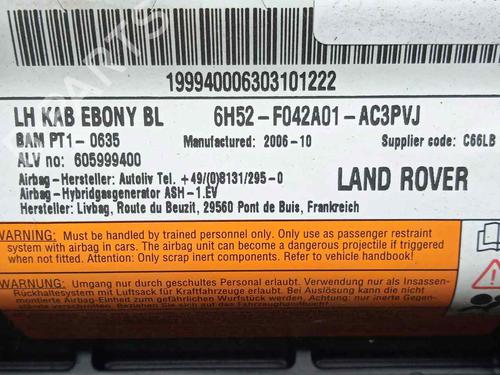 199940006303101222
LH KAB EBONY BL 6H52-F042A01-AC3PVJ
BAM PT1-0635 Manufactured: 2006-10 Supplier code: C66LB
ALV no: 605999400
Airbag-Hersteller: Autoliv Tel. +49/(0)8131/295-0
Airbag-Hybridgasgenerator ASH-1.EV
LAND ROVER
Hersteller: Livbag, Route du Beuzit, 29560 Pont de Buis, Frankreich
WARNING: Must be handled by trained personnel only. Only use as passenger restraint
system with airbag in cars. The airbag unit can become a dangerous projectile if triggered
when not fitted. Attention: Only scrap inert components. Refer to vehicle handbook!
WARNUNG: Umgang nur durch geschultes Personal erlaubt. Nur als Insassen-
Rückhaltesystem mit Luftsack für Kraftfahrzeuge erlaubt. Bei Auslösung kann die nicht
montierte Airbag-Einheit zum gefährlichen Wurfstück werden. Nur inerte Gegen-